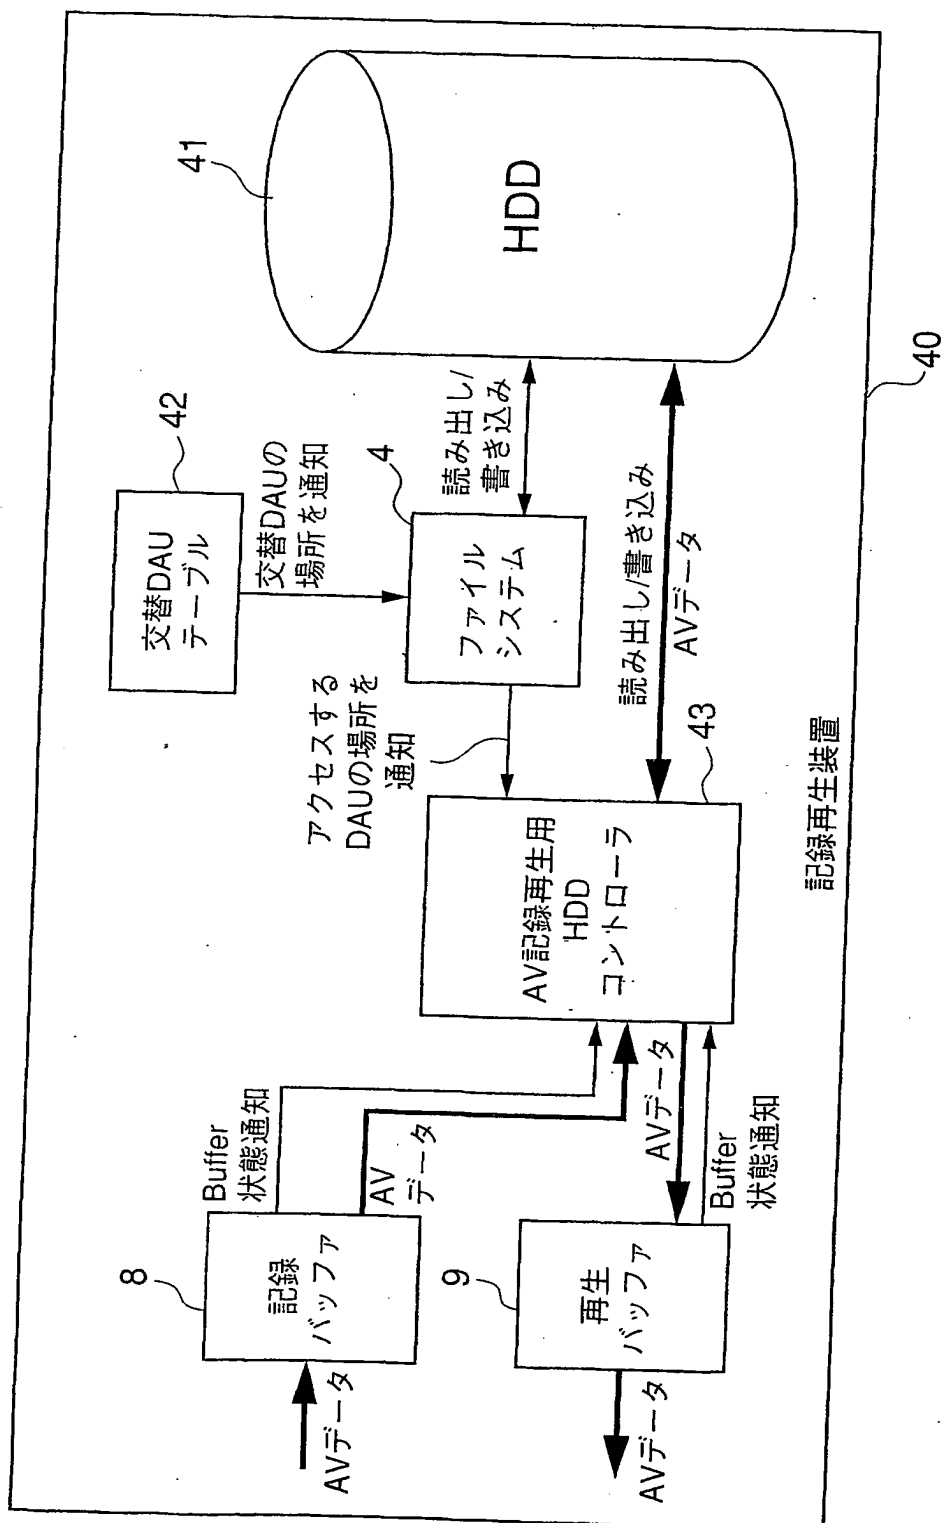 8
記録
バッファ
AVデータ
Buffer
状態通知
AV
データ
9
再生
バッファ
AVデータ
AVデータ
Buffer
状態通知
AV記録再生用
HDD
コントローラ
43
アクセスする
DAUの場所を
通知
交替DAU
テーブル
42
交替DAUの
場所を通知
4
ファイル
システム
読み出し/
書き込み
読み出し/書き込み
AVデータ
41
HDD
記録再生装置
40